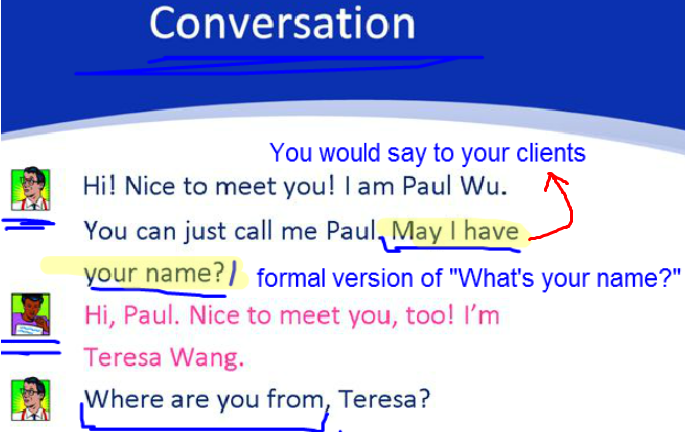 Conversation
You would say to your clients
Hi! Nice to meet you! I am Paul Wu.
You can just call me Paul. May I have
your name?
formal version of "What's your name?"
Hi, Paul. Nice to meet you, too! I'm
Teresa Wang.
Where are you from, Teresa?